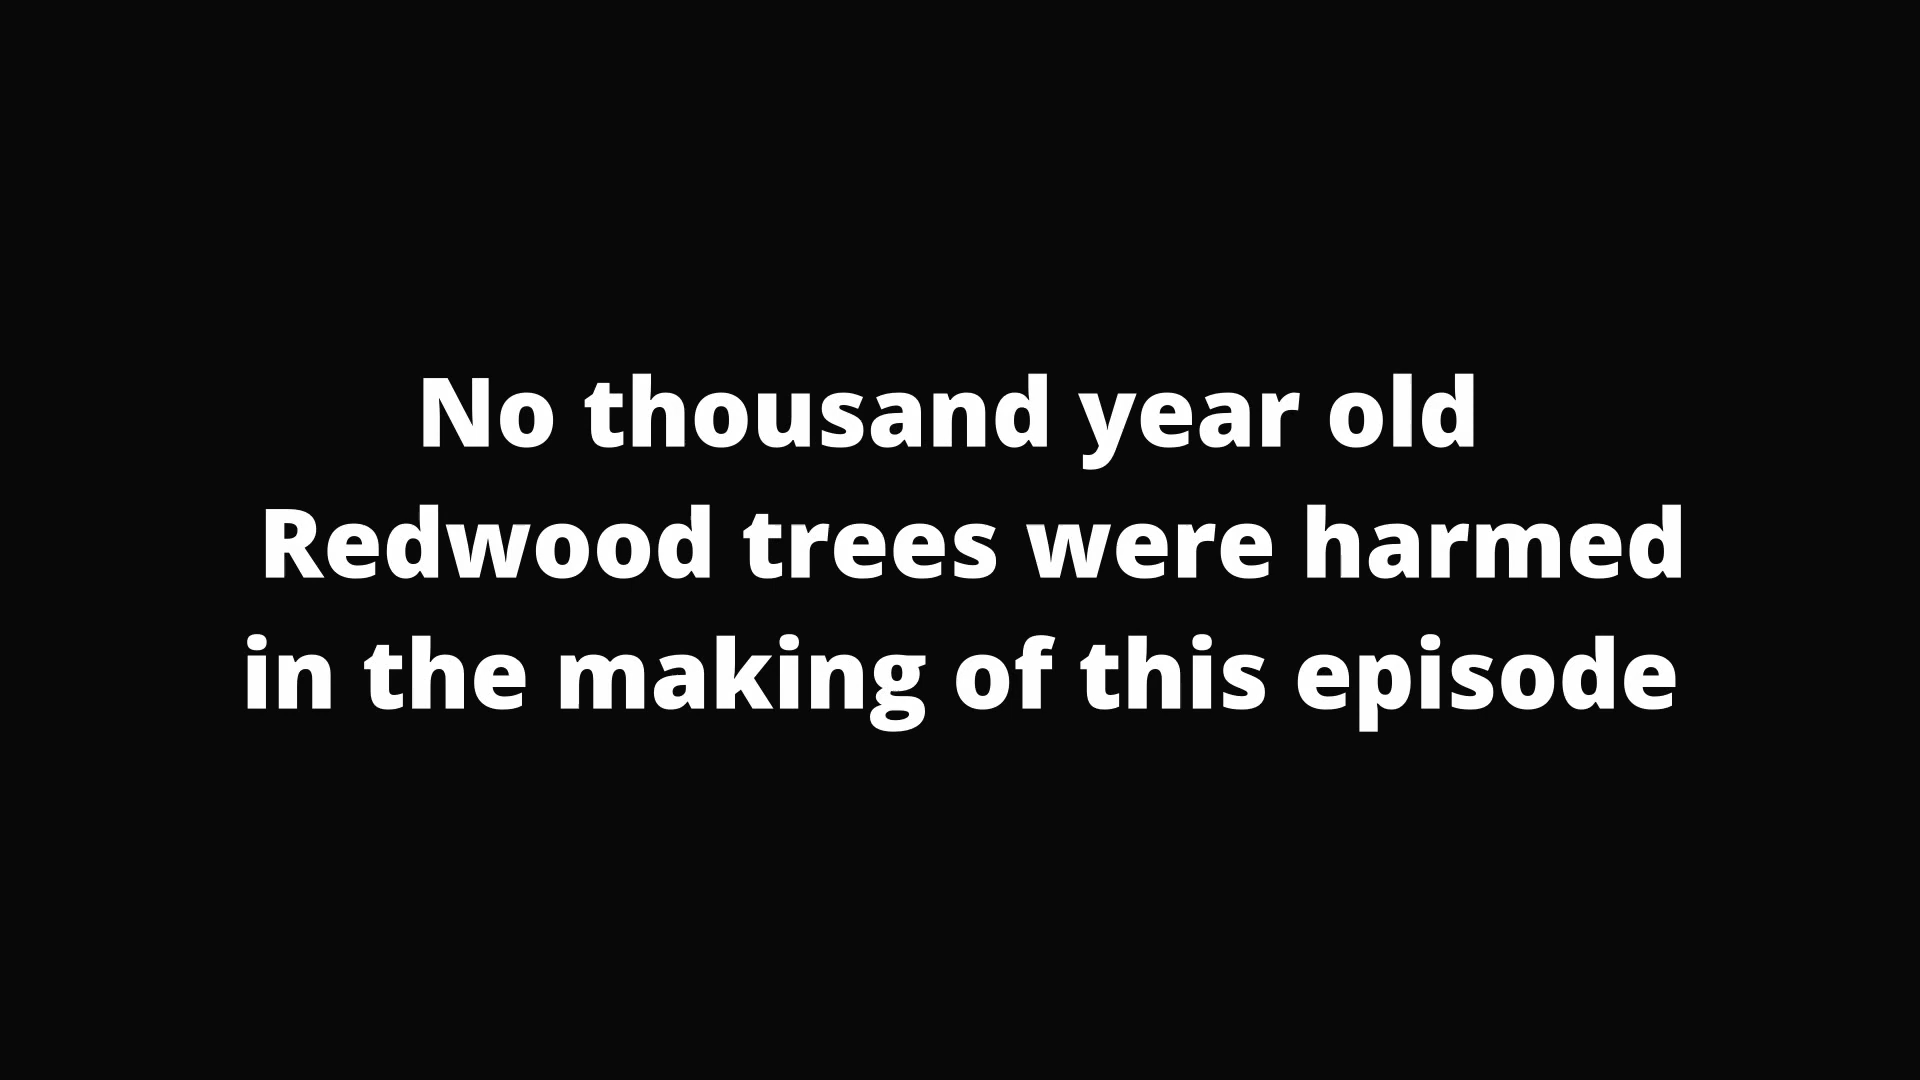 No thousand year old
Redwood trees were harmed
in the making of this episode